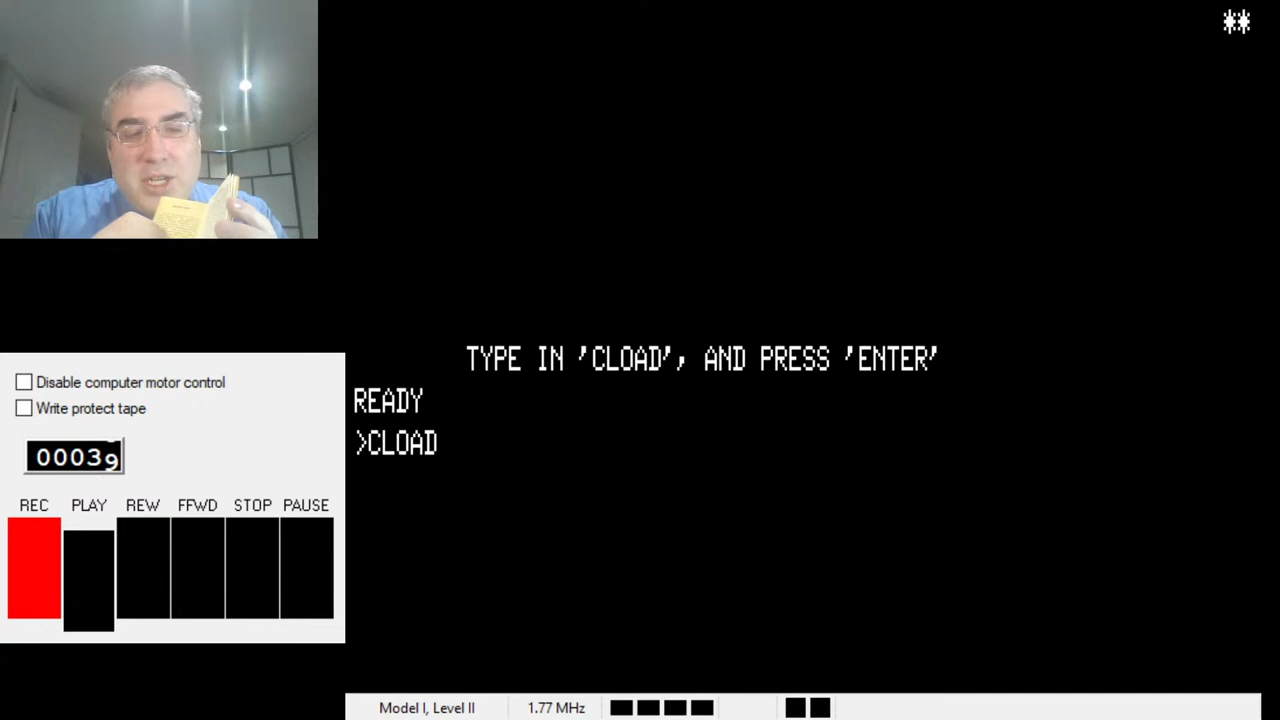 **
TYPE IN 'CLOAD', AND PRESS 'ENTER'
READY
>CLOAD
Disable computer motor control
Write protect tape
00039
REC PLAY REW FFWD STOP PAUSE
Model I, Level II 1.77 MHz